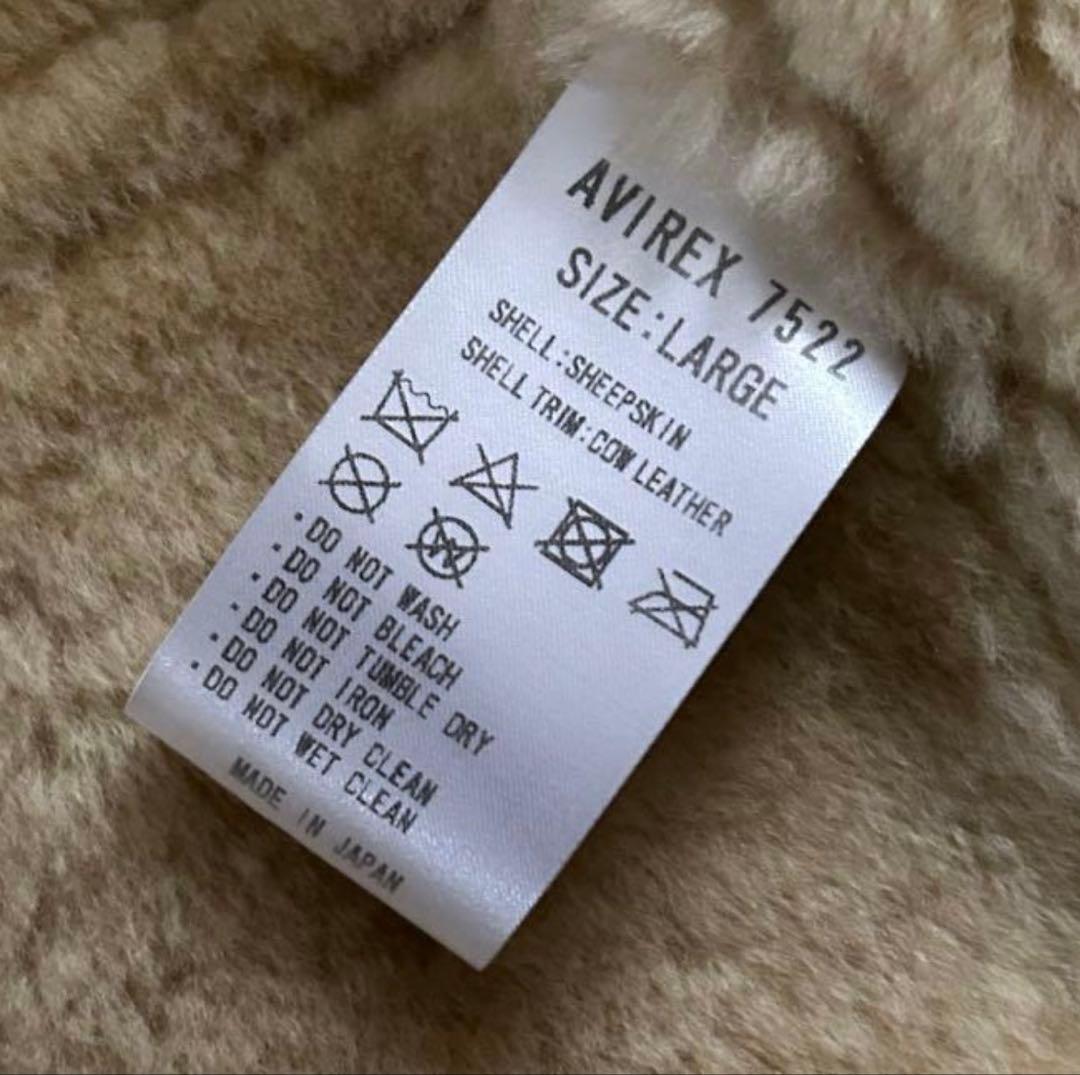 AVIREX 7522
SIZE:LARGE
SHELL:SHEEPSKIN
SHELL TRIM:COW LEATHER
W
・DO NOT WASH
・DO NOT BLEACH
・DO NOT TUMBLE DRY
・DO NOT IRON
・DO NOT DRY CLEAN
・DO NOT WET CLEAN
MADE IN JAPAN